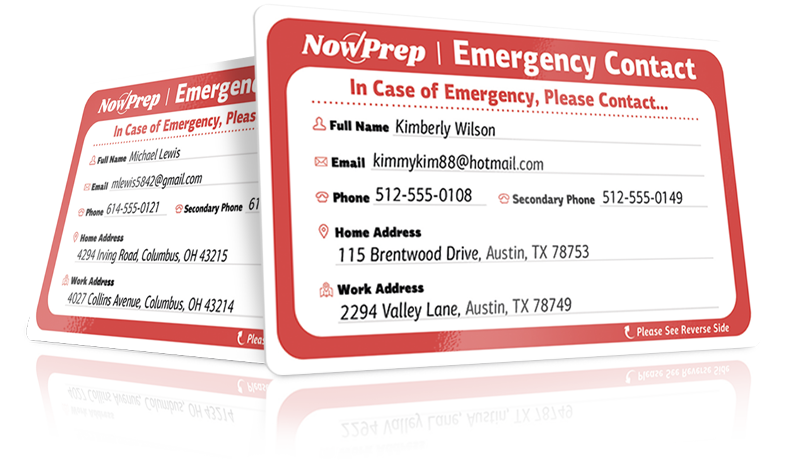 NowPrep | Emergency Contact
In Case of Emergency, Please Contact...
Full Name Kimberly Wilson
Email kimmykim88@hotmail.com
Phone 512-555-0108 Secondary Phone 512-555-0149
Home Address
115 Brentwood Drive, Austin, TX 78753
Work Address
2294 Valley Lane, Austin, TX 78749
Please See Reverse Side
NowPrep | Emergen
In Case of Emergency, Pleas
Full Name Michael Lewis
Email mlewis5842@gmail.com
Phone 614-555-0121 Secondary Phone 61
Home Address
4294 Irving Road, Columbus, OH 43215
Work Address
4027 Collins Avenue, Columbus, OH 43214
Pleas